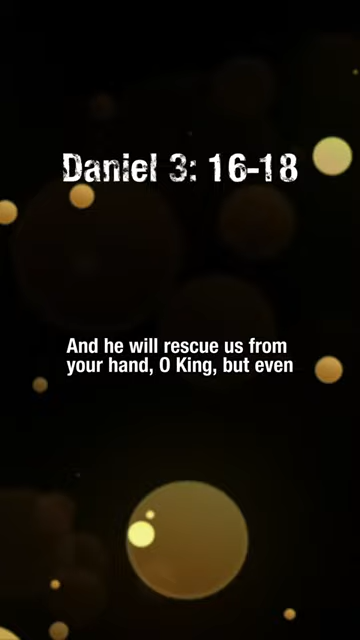 Daniel 3: 16-18
And he will rescue us from
your hand, O King, but even